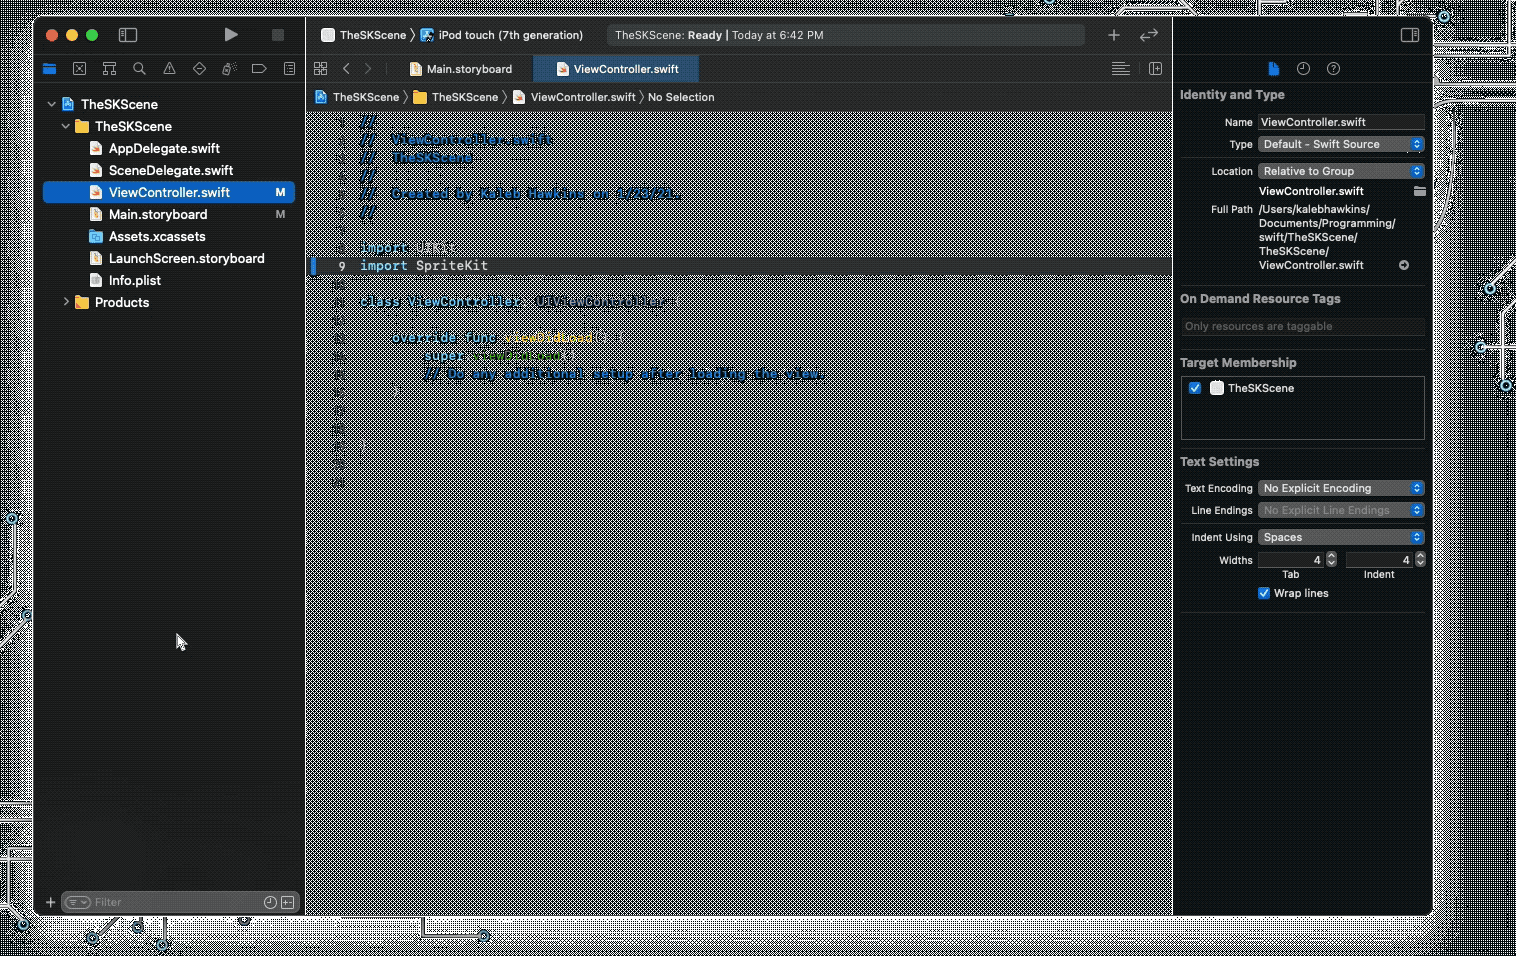 TheSKScene iPod touch (7th generation)
TheSKScene: Ready | Today at 6:42 PM
Main.storyboard
ViewController.swift
TheSKScene TheSKScene ViewController.swift No Selection
TheSKScene
TheSKScene
AppDelegate.swift
SceneDelegate.swift
ViewController.swift M
Main.storyboard M
Assets.xcassets
LaunchScreen.storyboard
Info.plist
Products
Filter
//
// ViewController.swift
// TheSKScene
//
// Created by Kaleb Hawkins on
//
import UIKit
9 import SpriteKit
class ViewController: UIViewController
override func viewDidLoad()
super.viewDidLoad()
// Do any additional setup after loading the view.
Identity and Type
Name ViewController.swift
Type Default - Swift Source
Location Relative to Group
ViewController.swift
Full Path /Users/kalebhawkins/
Documents/Programming/
swift/TheSKScene/
TheSKScene/
ViewController.swift
On Demand Resource Tags
Only resources are taggable
Target Membership
TheSKScene
Text Settings
Text Encoding No Explicit Encoding
Line Endings No Explicit Line Endings
Indent Using Spaces
Widths 4 4
Tab Indent
Wrap lines